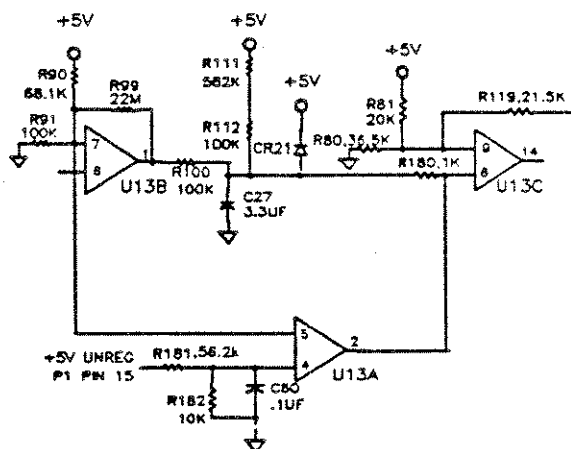 +5V
R90
68.1K
R99
22M
R91
100K
7
6
1
U13B
R100
100K
+5V
R111
562K
R112
100K
C27
3.3UF
+5V
CR21
+5V
R81
20K
R80,36.5K
R119,21.5K
R180,1K
9
8
14
U13C
5
4
2
U13A
+5V UNREG
P1 PIN 15
R181,56.2k
R182
10K
C80
.1UF